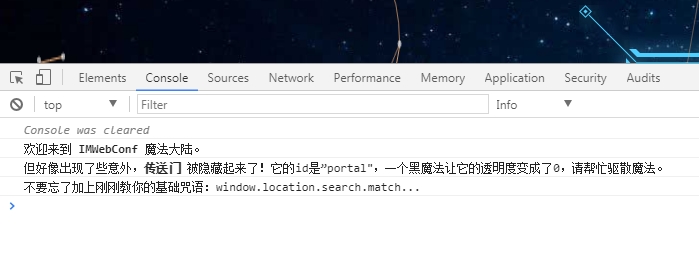 Elements Console Sources Network Performance Memory Application Security Audits
top Filter Info
Console was cleared
欢迎来到 IMWebConf 魔法大陆。
但好像出现了些意外，传送门 被隐藏起来了！它的id是”portal"，一个黑魔法让它的透明度变成了0，请帮忙驱散魔法。
不要忘了加上刚刚教你的基础咒语：window.location.search.match...